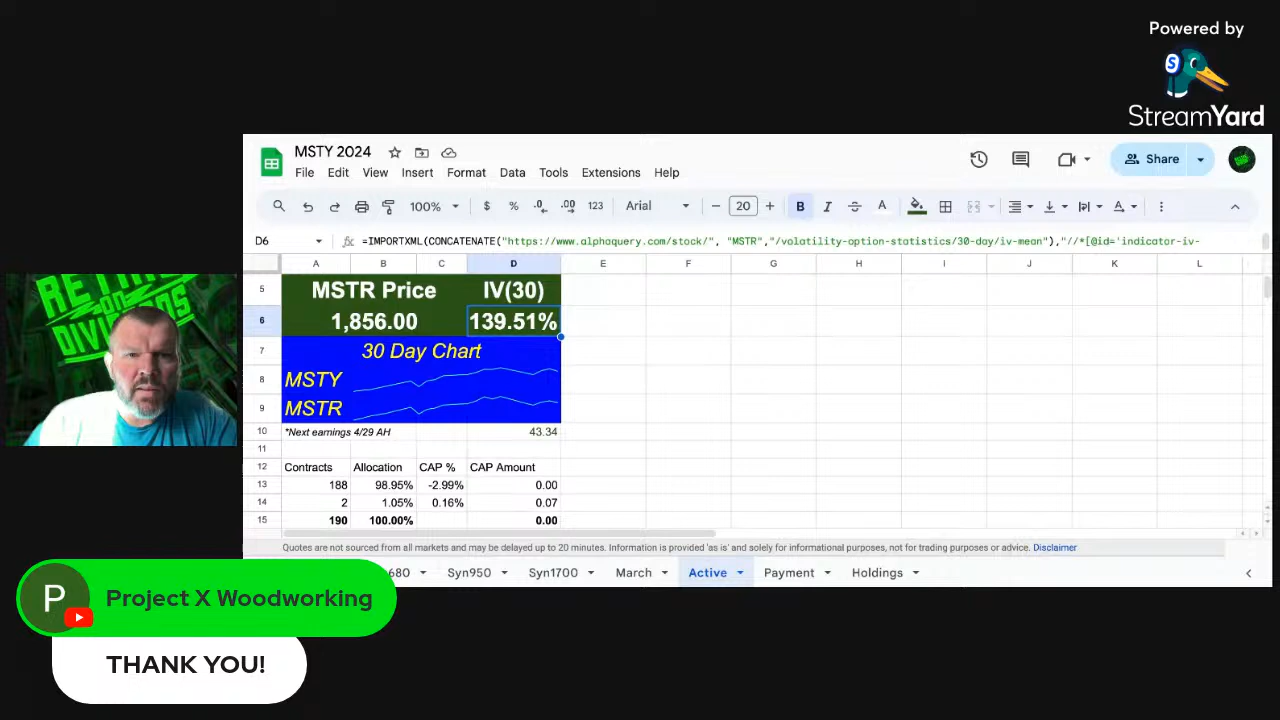 Powered by
StreamYard
MSTY 2024
File Edit View Insert Format Data Tools Extensions Help
Share
100% $ % .0 .00 123 Arial 20 B I A
D6 =IMPORTXML(CONCATENATE("https://www.alphaquery.com/stock/", "MSTR","/volatility-option-statistics/30-day/iv-mean"),"//*[@id='indicator-iv-
A B C D E F G H I J K L
5 MSTR Price IV(30)
6 1,856.00 139.51%
7 30 Day Chart
8 MSTY
9 MSTR
10 *Next earnings 4/29 AH 43.34
11
12 Contracts Allocation CAP % CAP Amount
13 188 98.95% -2.99% 0.00
14 2 1.05% 0.16% 0.07
15 190 100.00% 0.00
Quotes are not sourced from all markets and may be delayed up to 20 minutes. Information is provided 'as is' and solely for informational purposes, not for trading purposes or advice. Disclaimer
680 Syn950 Syn1700 March Active Payment Holdings
ON
P Project X Woodworking
THANK YOU!